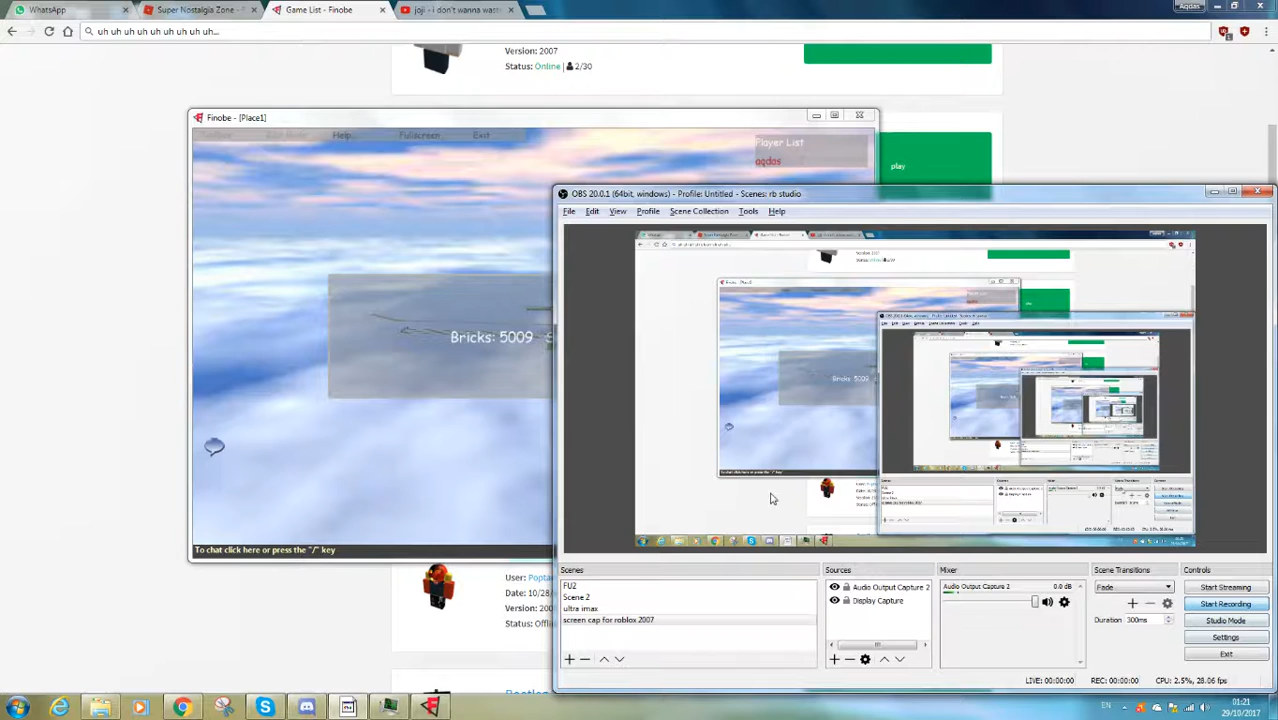 WhatsApp
Super Nostalgia Zone -
Game List - Finobe
joji - i don't wanna wast
Aqdas
uh uh uh uh uh uh uh uh uh...
Version: 2007
Status: Online | 2/30
play
Finobe - [Place1]
Help
Fullscreen
Exit
Player List
aqdas
Bricks: 5009
To chat click here or press the "/" key
User: Popta
Date: 10/28/
Version: 200
Status: Offlin
OBS 20.0.1 (64bit, windows) - Profile: Untitled - Scenes: rb studio
File Edit View Profile Scene Collection Tools Help
Bricks: 5009
Scenes
FU2
Scene 2
ultra imax
screen cap for roblox 2007
Sources
Audio Output Capture 2
Display Capture
Mixer
Audio Output Capture 2 0.0 dB
Scene Transitions
Fade
Duration 300ms
Controls
Start Streaming
Start Recording
Studio Mode
Settings
Exit
LIVE: 00:00:00 REC: 00:00:00 CPU: 2.5%, 28.06 fps
EN
01:21
29/10/2017